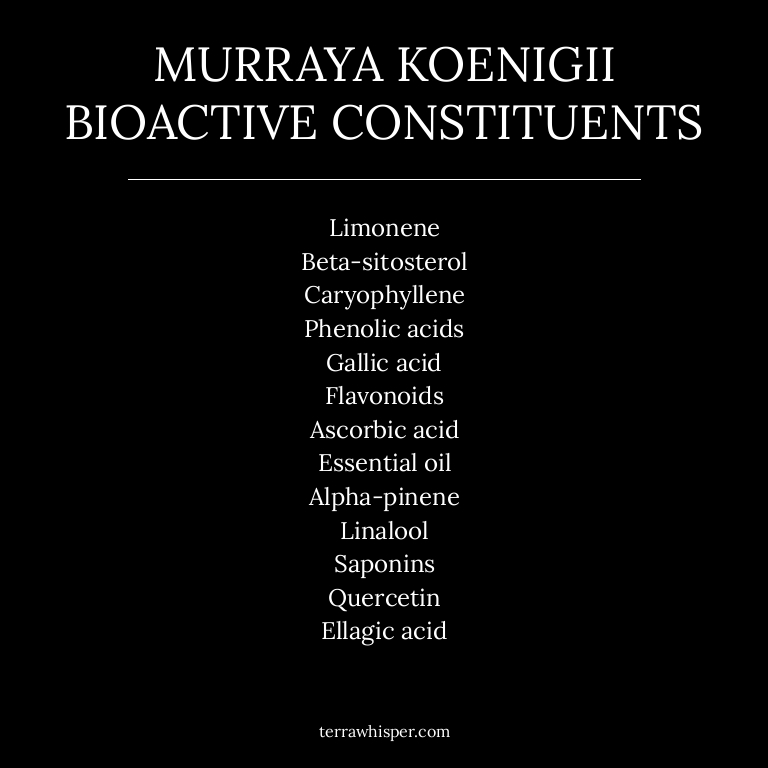 MURRAYA KOENIGII
BIOACTIVE CONSTITUENTS
Limonene
Beta-sitosterol
Caryophyllene
Phenolic acids
Gallic acid
Flavonoids
Ascorbic acid
Essential oil
Alpha-pinene
Linalool
Saponins
Quercetin
Ellagic acid
terrawhisper.com